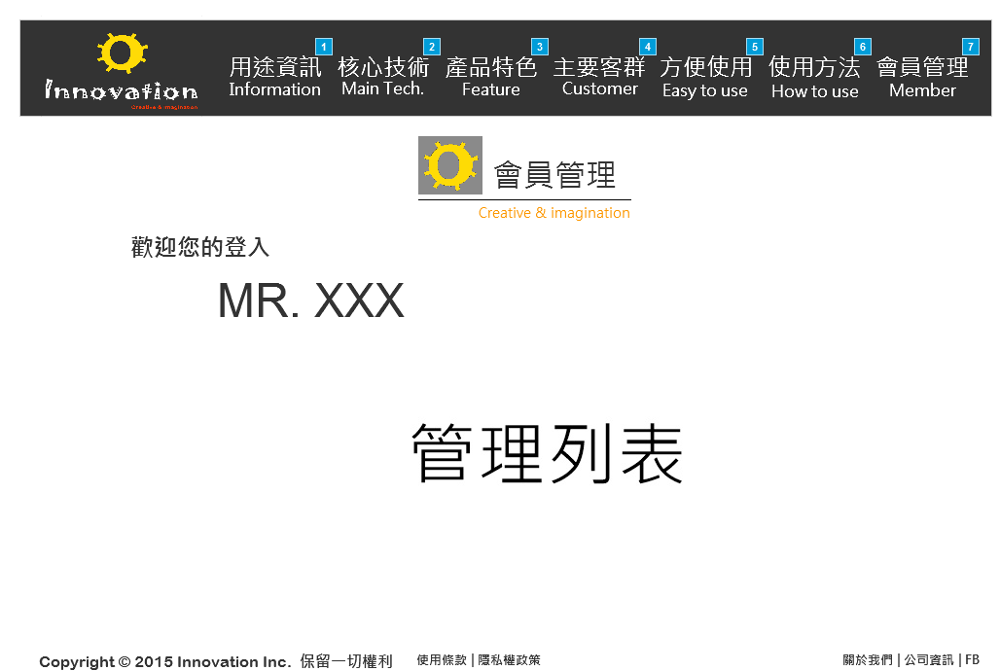 Innovation
Creative & imagination
1 2 3 4 5 6 7
用途資訊 核心技術 產品特色 主要客群 方便使用 使用方法 會員管理
Information Main Tech. Feature Customer Easy to use How to use Member
會員管理
Creative & imagination
歡迎您的登入
MR. XXX
管理列表
Copyright © 2015 Innovation Inc. 保留一切權利 使用條款 | 隱私權政策 關於我們 | 公司資訊 | FB